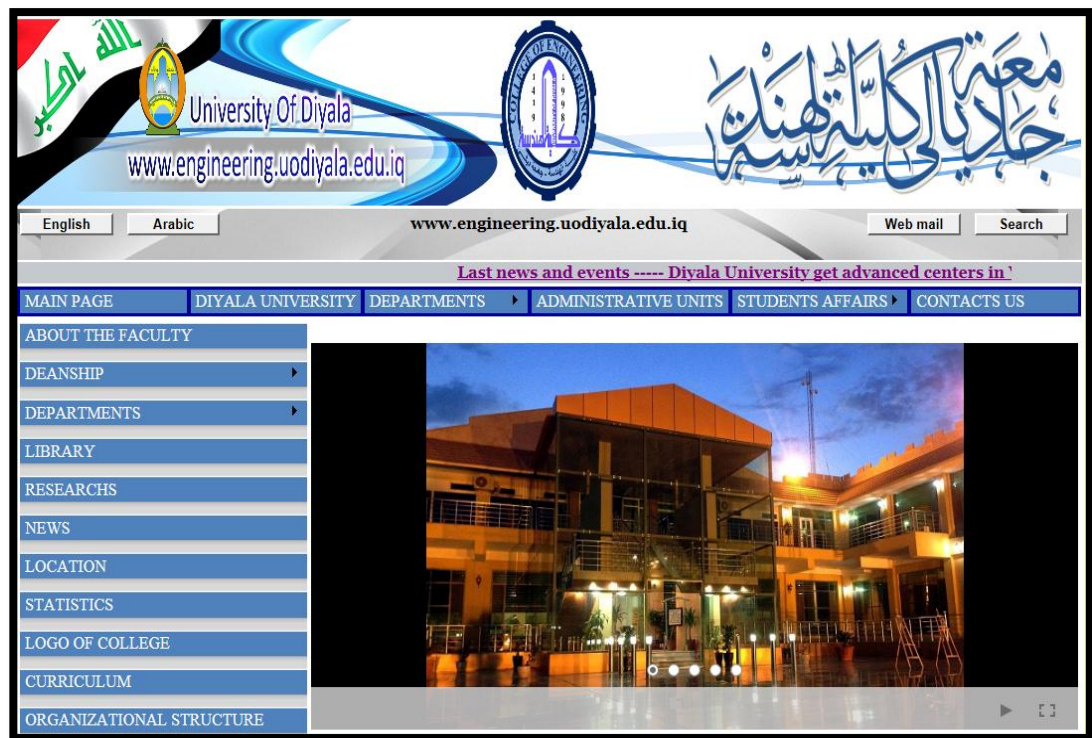 الله اكبر
University Of Diyala
www.engineering.uodiyala.edu.iq
COLLEGE OF ENGINEERING
جامعة ديالى كلية الهندسة
English
Arabic
www.engineering.uodiyala.edu.iq
Web mail
Search
Last news and events ----- Diyala University get advanced centers in
MAIN PAGE
DIYALA UNIVERSITY
DEPARTMENTS
ADMINISTRATIVE UNITS
STUDENTS AFFAIRS
CONTACTS US
ABOUT THE FACULTY
DEANSHIP
DEPARTMENTS
LIBRARY
RESEARCHS
NEWS
LOCATION
STATISTICS
LOGO OF COLLEGE
CURRICULUM
ORGANIZATIONAL STRUCTURE